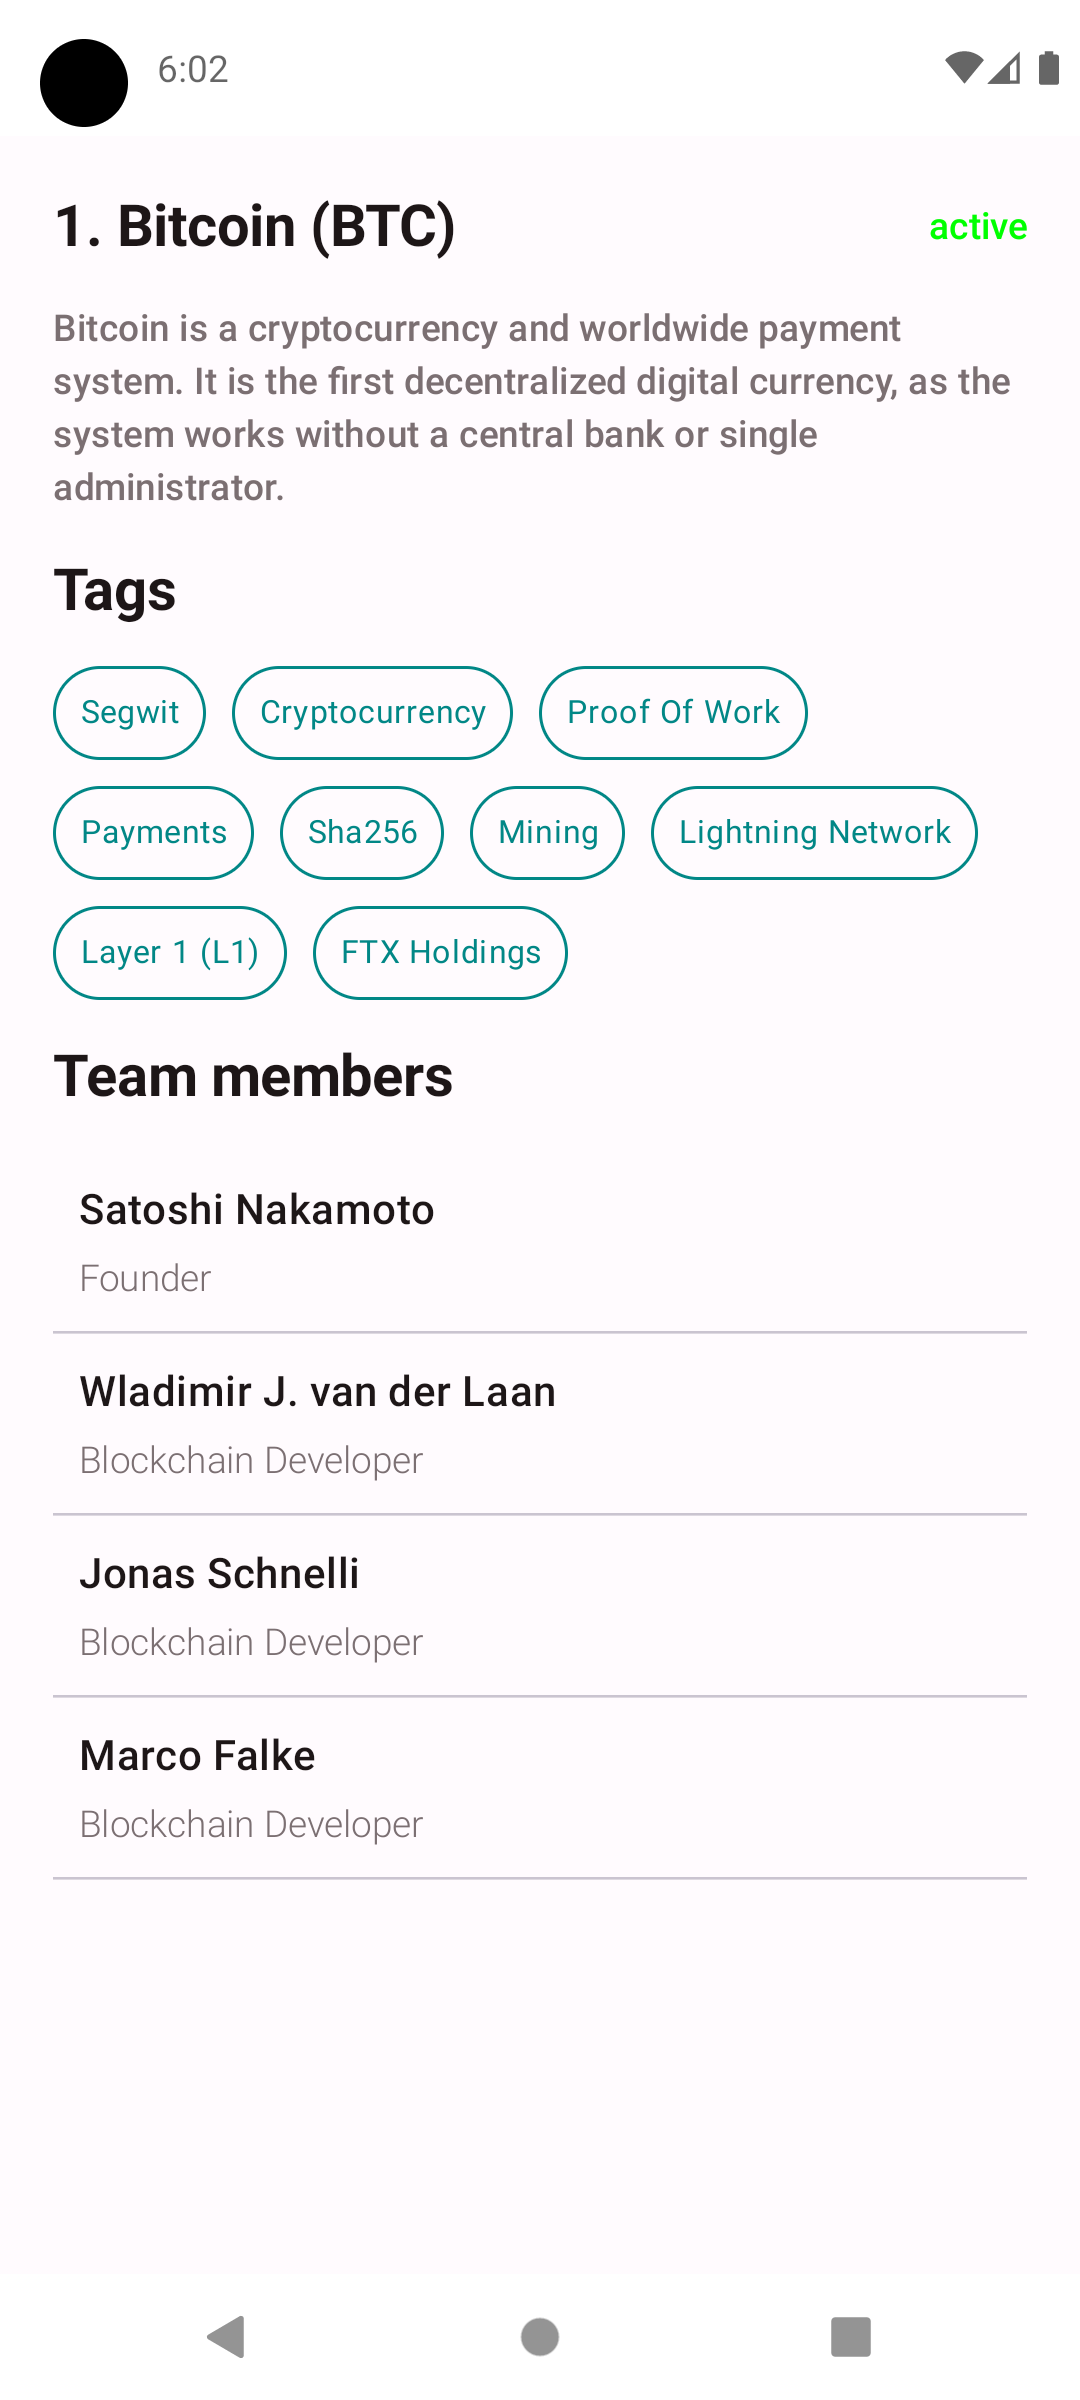 6:02
1. Bitcoin (BTC)
active
Bitcoin is a cryptocurrency and worldwide payment
system. It is the first decentralized digital currency, as the
system works without a central bank or single
administrator.
Tags
Segwit Cryptocurrency Proof Of Work
Payments Sha256 Mining Lightning Network
Layer 1 (L1) FTX Holdings
Team members
Satoshi Nakamoto
Founder
Wladimir J. van der Laan
Blockchain Developer
Jonas Schnelli
Blockchain Developer
Marco Falke
Blockchain Developer